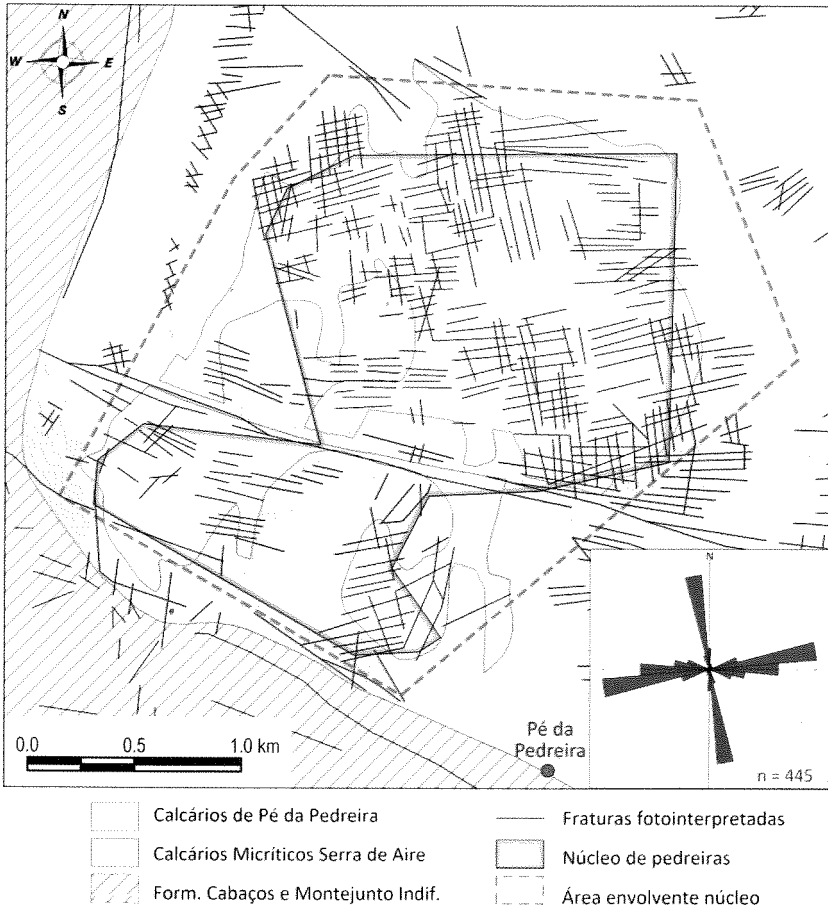 N
W E
S
N
n = 445
0.0 0.5 1.0 km
Pé da
Pedreira
Calcários de Pé da Pedreira
Calcários Micríticos Serra de Aire
Form. Cabaços e Montejunto Indif.
Fraturas fotointerpretadas
Núcleo de pedreiras
Área envolvente núcleo